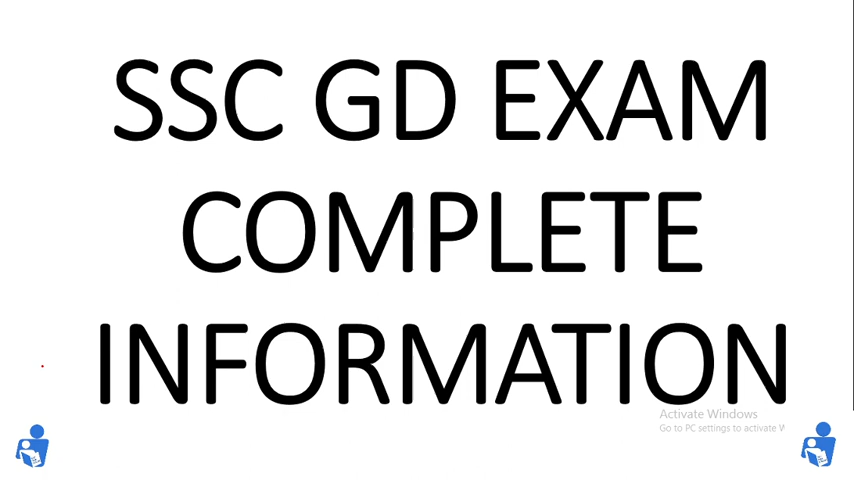 SSC GD EXAM
COMPLETE
INFORMATION
Activate Windows
Go to PC settings to activate W